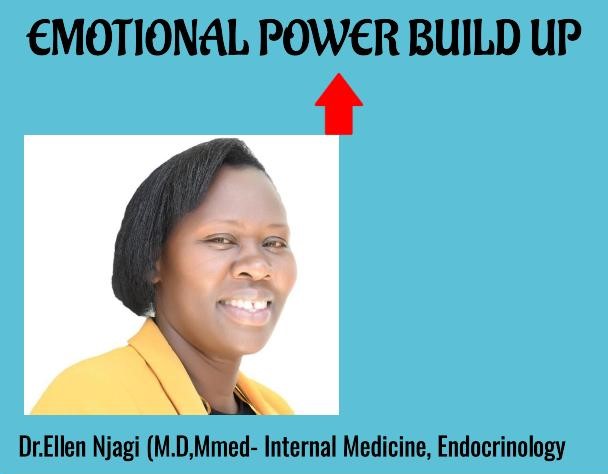 EMOTIONAL POWER BUILD UP
Dr.Ellen Njagi (M.D,Mmed- Internal Medicine, Endocrinology